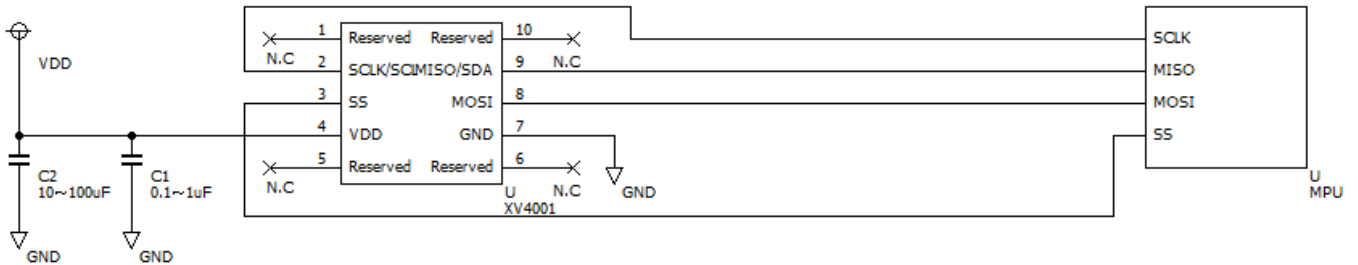 VDD
C2
10~100uF
GND
C1
0.1~1uF
GND
1
N.C
2
3
4
5
N.C
Reserved Reserved
SCLK/SCL MISO/SDA
SS MOSI
VDD GND
Reserved Reserved
10
N.C
9
8
7
6
N.C
GND
U
XV4001
SCLK
MISO
MOSI
SS
U
MPU